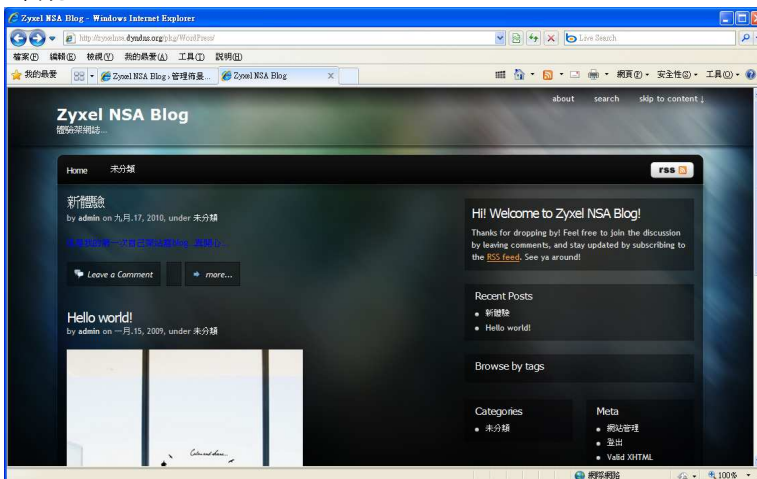 Zyxel NSA Blog - Windows Internet Explorer
http://zyxelnsa.dyndns.org/pkg/WordPress/
Live Search
檔案(F) 編輯(E) 檢視(V) 我的最愛(A) 工具(T) 說明(H)
我的最愛
Zyxel NSA Blog › 管理佈景...
Zyxel NSA Blog
X
網頁(P) 安全性(S) 工具(O)
about search skip to content ↓
Zyxel NSA Blog
體驗架網誌...
Home 未分類
rss
新體驗
by admin on 九月.17, 2010, under 未分類
Leave a Comment
more...
Hello world!
by admin on 一月.15, 2009, under 未分類
Hi! Welcome to Zyxel NSA Blog!
Thanks for dropping by! Feel free to join the discussion
by leaving comments, and stay updated by subscribing to
the RSS feed. See ya around!
Recent Posts
新體驗
Hello world!
Browse by tags
Categories
未分類
Meta
網站管理
登出
Valid XHTML
網際網路
100%